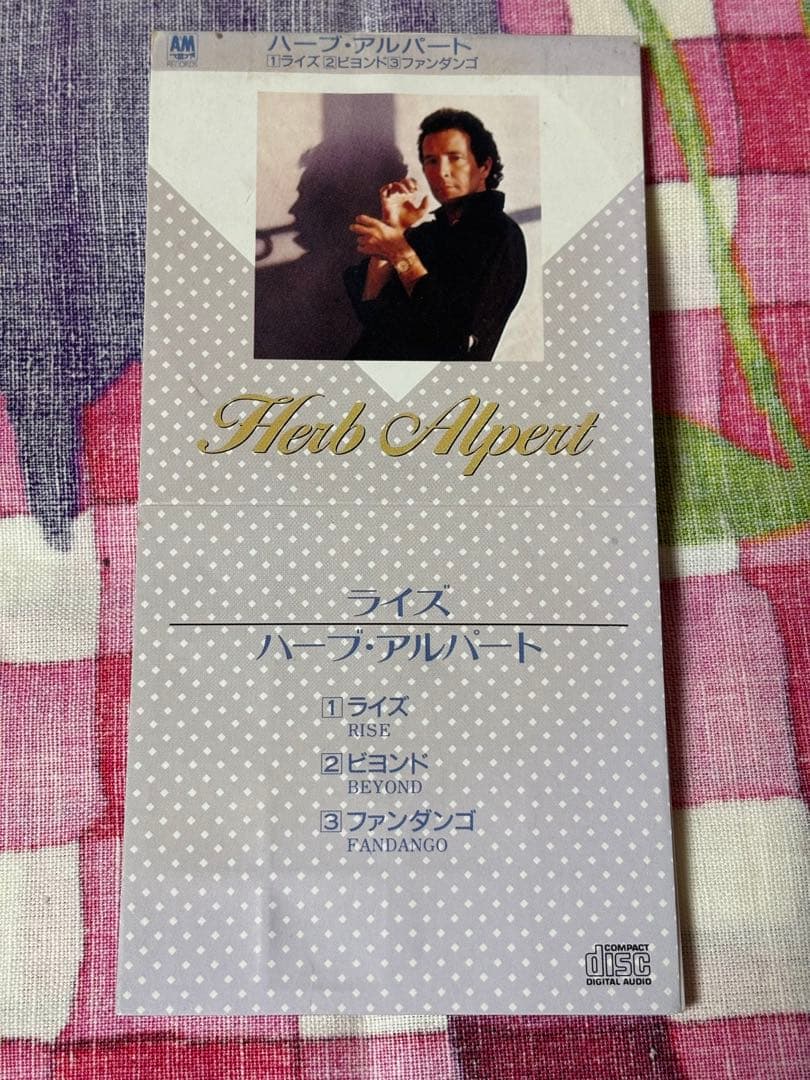 AM
RECORDS
ハーブ・アルパート
1ライズ2ビヨンド3ファンダンゴ
Herb Alpert
ライズ
ハーブ・アルパート
1 ライズ
RISE
2 ビヨンド
BEYOND
3 ファンダンゴ
FANDANGO
COMPACT
disc
DIGITAL AUDIO